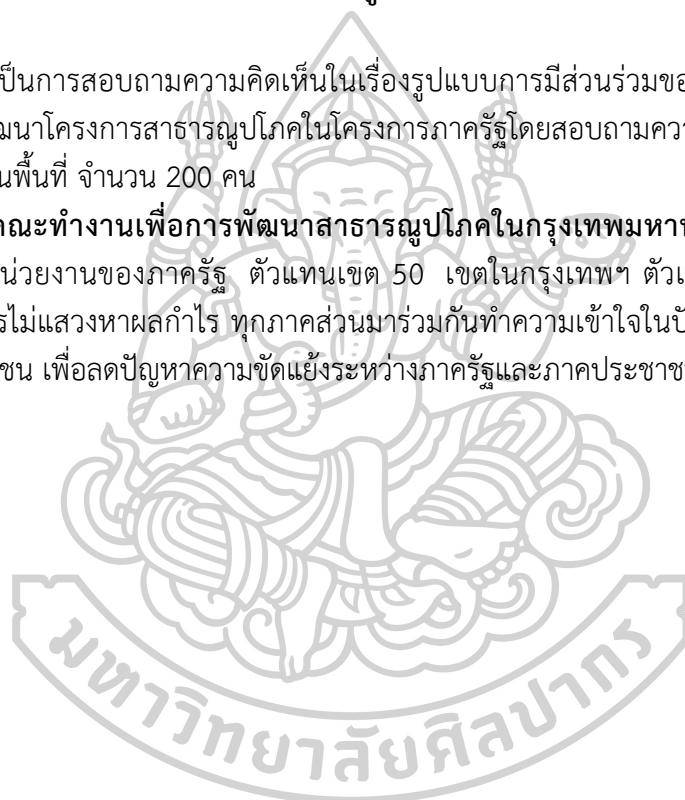 เป็นการสอบถามความคิดเห็นในเรื่องรูปแบบการมีส่วนร่วมขอ
ฒนาโครงการสาธารณูปโภคในโครงการภาครัฐโดยสอบถามควา
นพื้นที่ จำนวน 200 คน
คณะทำงานเพื่อการพัฒนาสาธารณูปโภคในกรุงเทพมหาน
น่วยงานของภาครัฐ ตัวแทนเขต 50 เขตในกรุงเทพฯ ตัวแ
รไม่แสวงหาผลกำไร ทุกภาคส่วนมาร่วมกันทำความเข้าใจในปั
ชน เพื่อลดปัญหาความขัดแย้งระหว่างภาครัฐและภาคประชาช
มหาวิทยาลัยศิลปากร